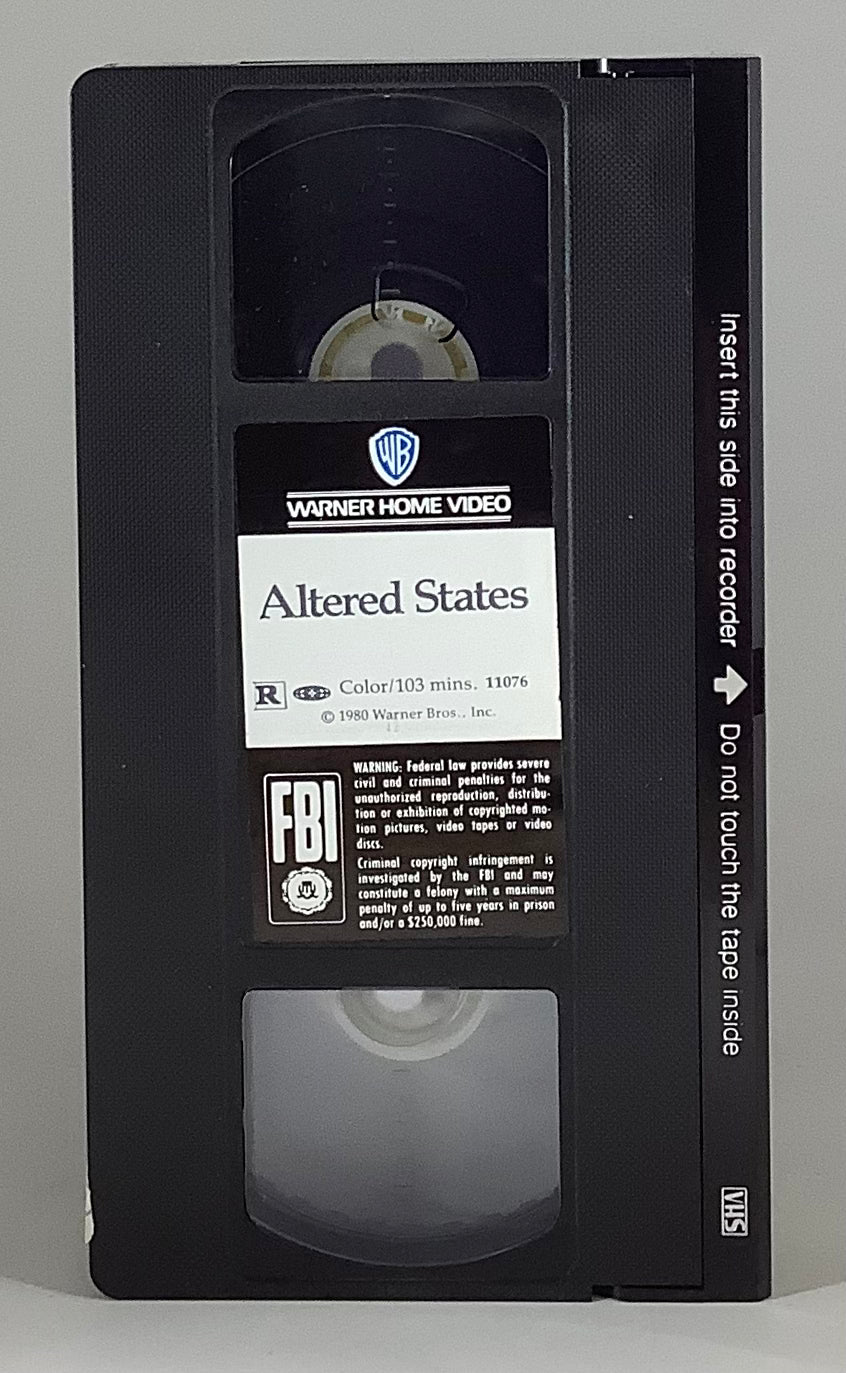 WB
WARNER HOME VIDEO
Altered States
R Color/103 mins. 11076
© 1980 Warner Bros., Inc.
FBI
WARNING: Federal law provides severe
civil and criminal penalties for the
unauthorized reproduction, distribu-
tion or exhibition of copyrighted mo-
tion pictures, video tapes or video
discs.
Criminal copyright infringement is
investigated by the FBI and may
constitute a felony with a maximum
penalty of up to five years in prison
and/or a $250,000 fine.
Insert this side into recorder Do not touch the tape inside
VHS